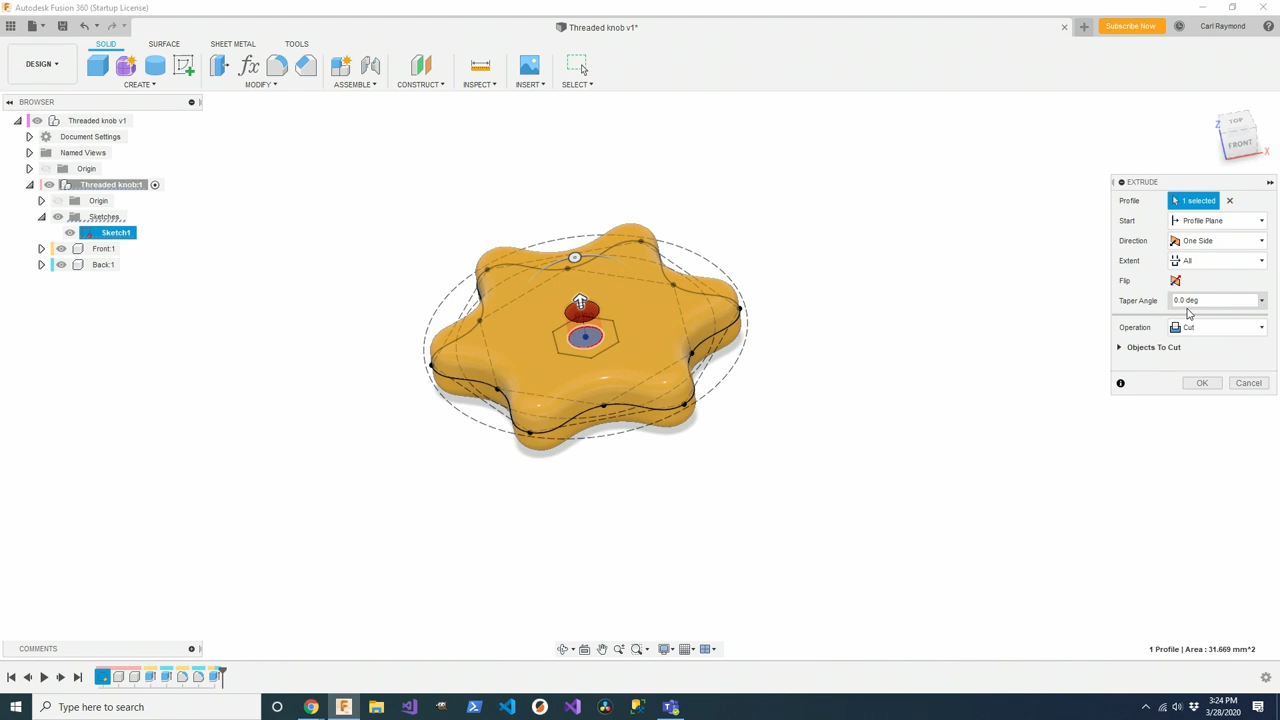 Autodesk Fusion 360 (Startup License)
Threaded knob v1*
Subscribe Now
Carl Raymond
SOLID SURFACE SHEET METAL TOOLS
DESIGN
CREATE MODIFY ASSEMBLE CONSTRUCT INSPECT INSERT SELECT
BROWSER
Threaded knob v1
Document Settings
Named Views
Origin
Threaded knob:1
Origin
Sketches
Sketch1
Front:1
Back:1
TOP
FRONT
Z
X
EXTRUDE
Profile 1 selected
Start Profile Plane
Direction One Side
Extent All
Flip
Taper Angle 0.0 deg
Operation Cut
Objects To Cut
OK Cancel
COMMENTS
1 Profile | Area : 31.669 mm^2
Type here to search
3:24 PM
3/28/2020